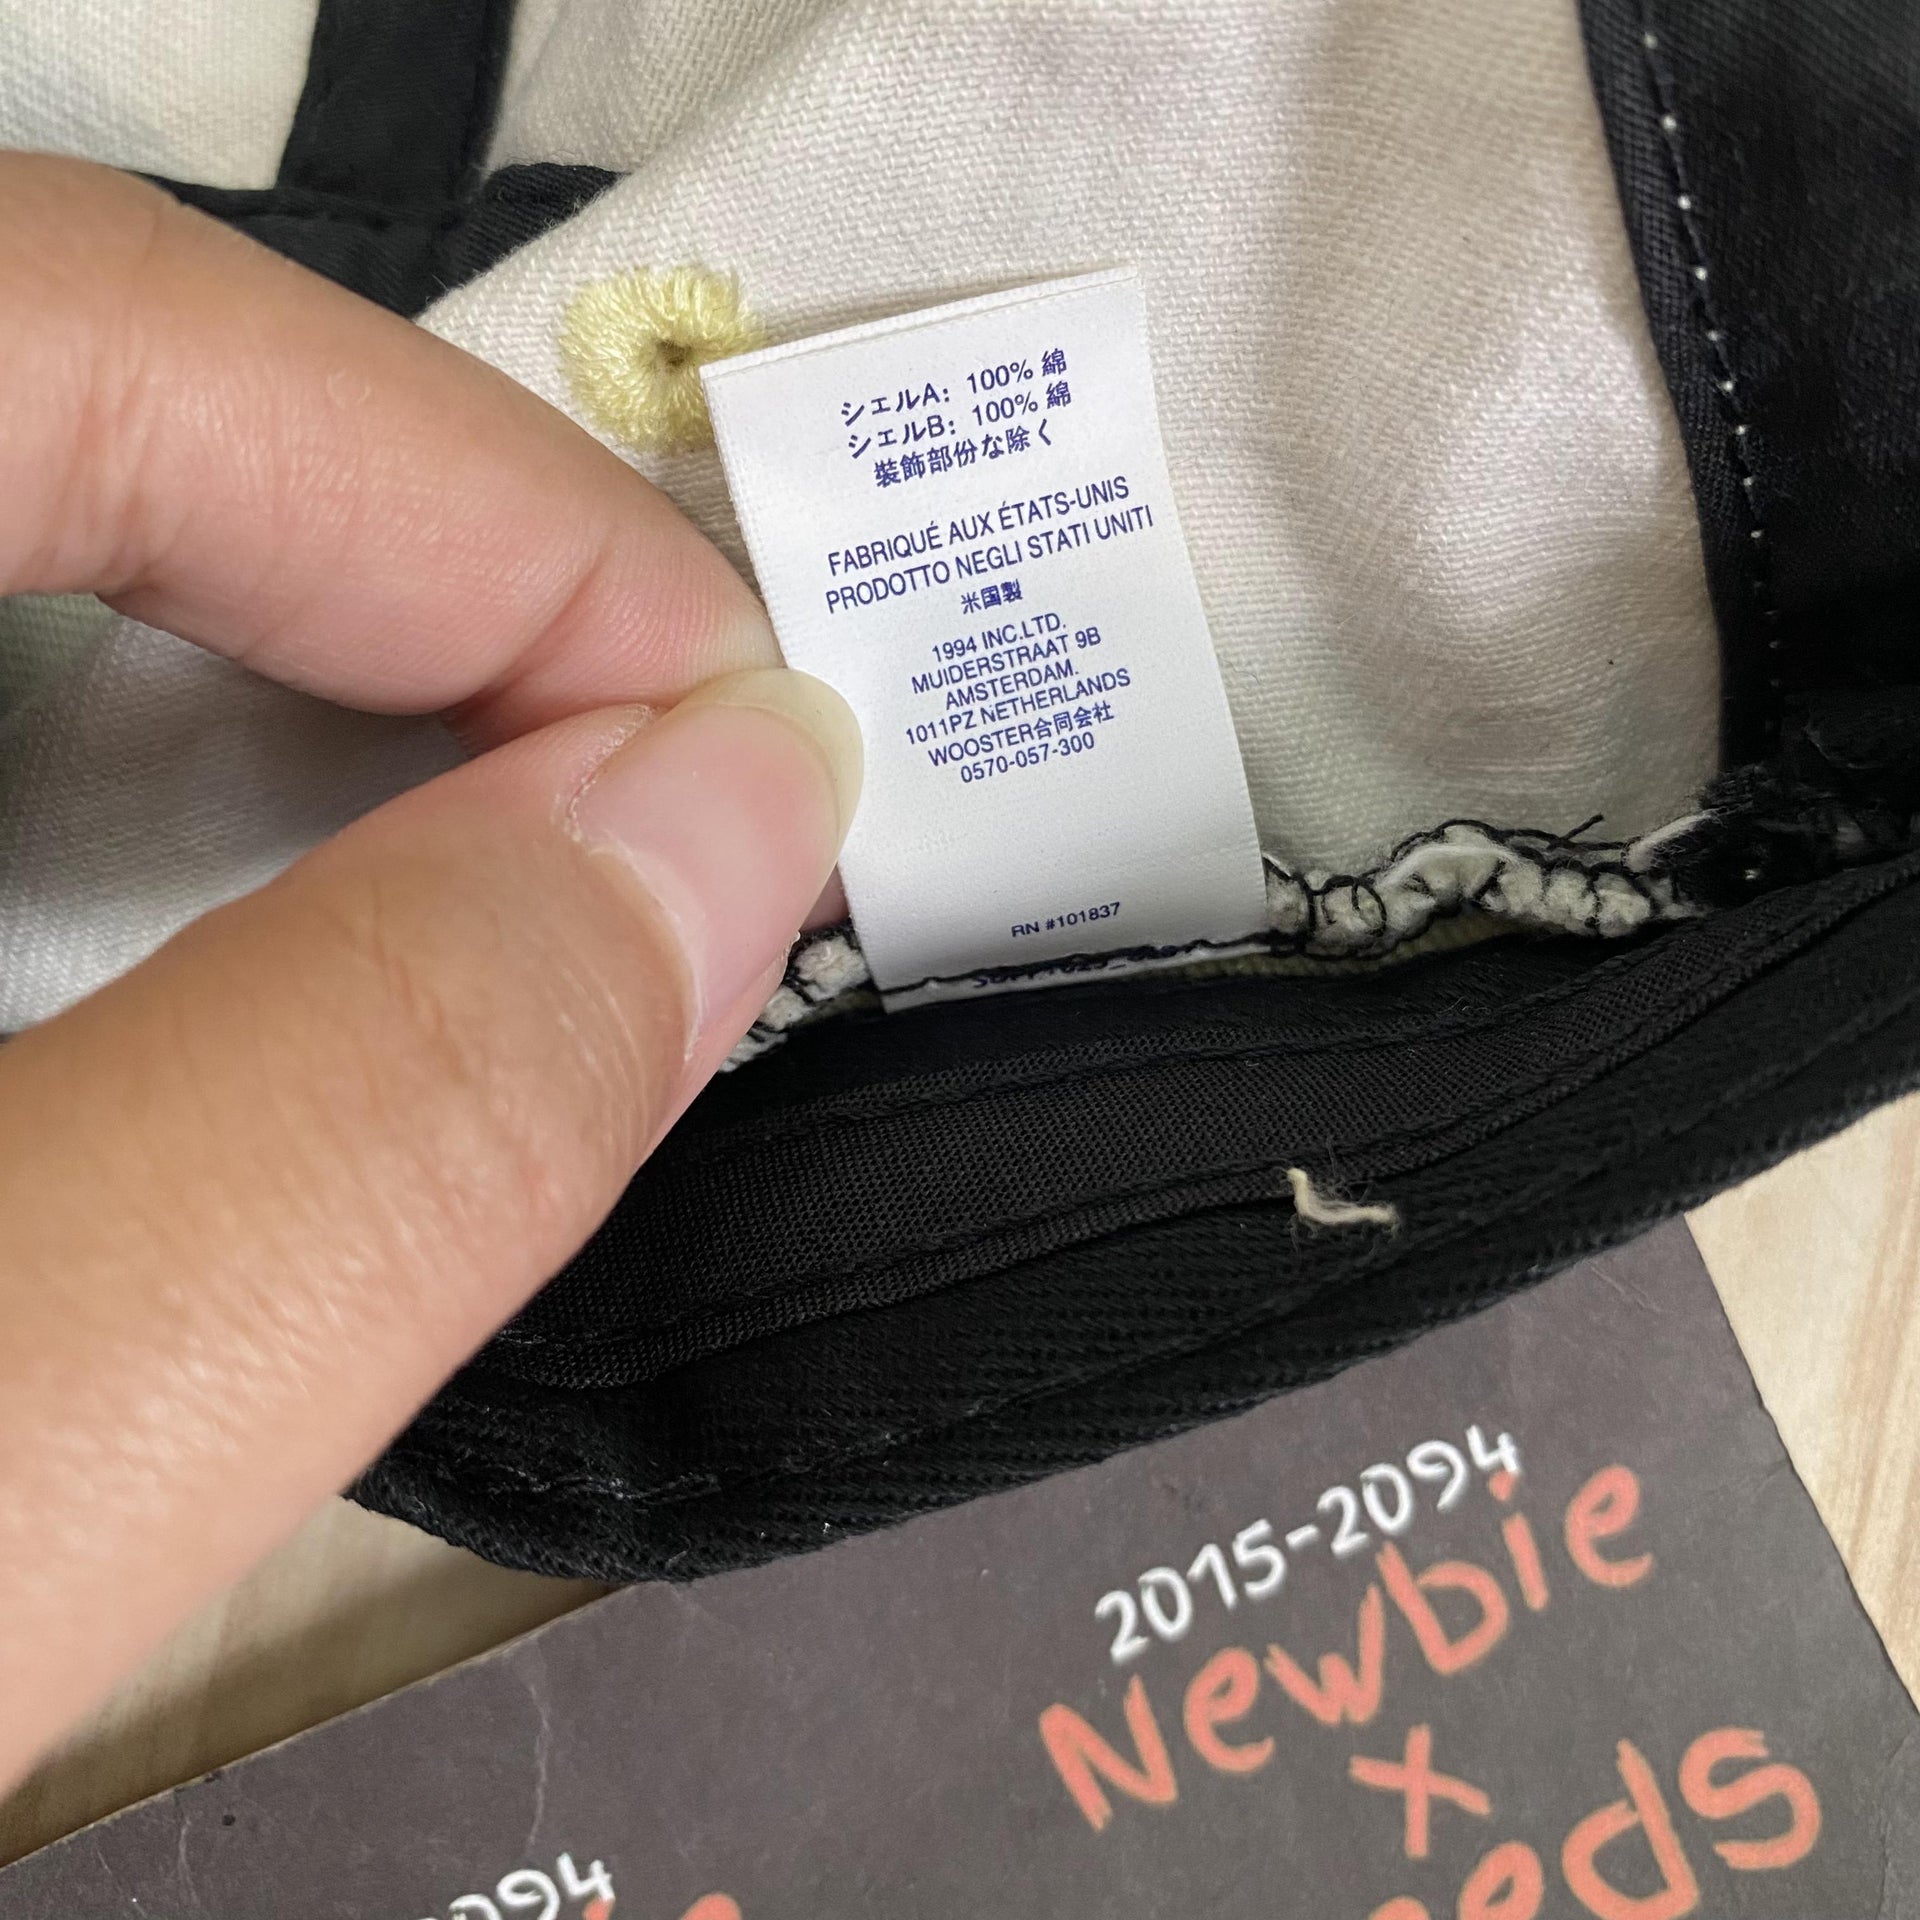 シェルA: 100% 綿
シェルB: 100% 綿
装飾部份な除く
FABRIQUÉ AUX ÉTATS-UNIS
PRODOTTO NEGLI STATI UNITI
米国製
1994 INC.LTD.
MUIDERSTRAAT 9B
AMSTERDAM.
1011PZ NETHERLANDS
WOOSTER合同会社
0570-057-300
RN #101837
2015-2094
Newbie
x